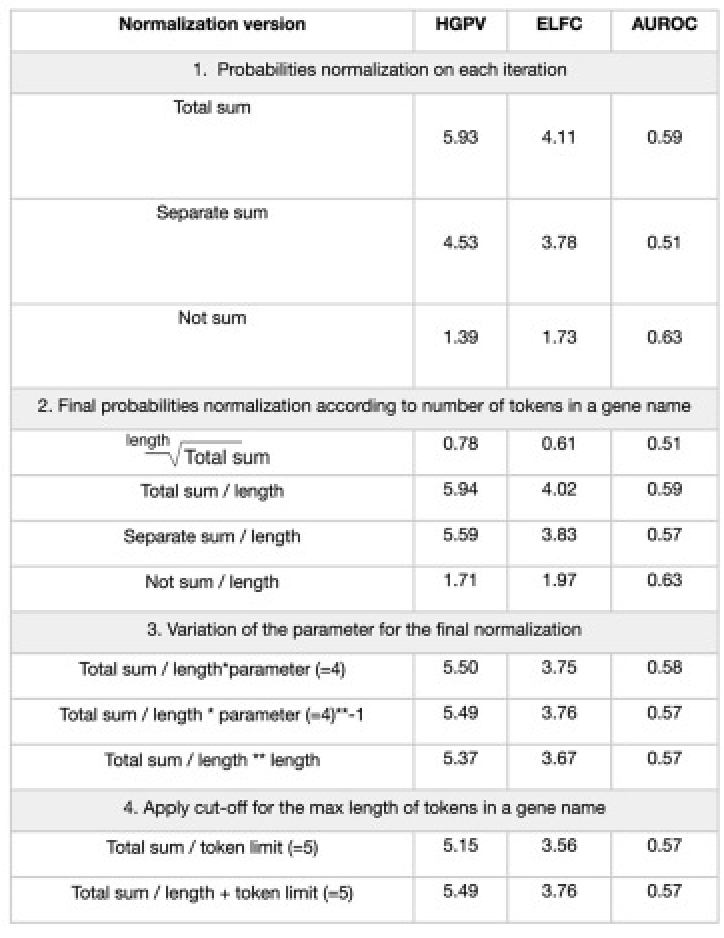 Normalization version HGPV ELFC AUROC
1. Probabilities normalization on each iteration
Total sum 5.93 4.11 0.59
Separate sum 4.53 3.78 0.51
Not sum 1.39 1.73 0.63
2. Final probabilities normalization according to number of tokens in a gene name
length√Total sum 0.78 0.61 0.51
Total sum / length 5.94 4.02 0.59
Separate sum / length 5.59 3.83 0.57
Not sum / length 1.71 1.97 0.63
3. Variation of the parameter for the final normalization
Total sum / length*parameter (=4) 5.50 3.75 0.58
Total sum / length * parameter (=4)**-1 5.49 3.76 0.57
Total sum / length ** length 5.37 3.67 0.57
4. Apply cut-off for the max length of tokens in a gene name
Total sum / token limit (=5) 5.15 3.56 0.57
Total sum / length + token limit (=5) 5.49 3.76 0.57